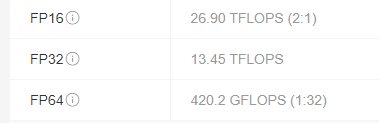 FP16 26.90 TFLOPS (2:1)
FP32 13.45 TFLOPS
FP64 420.2 GFLOPS (1:32)